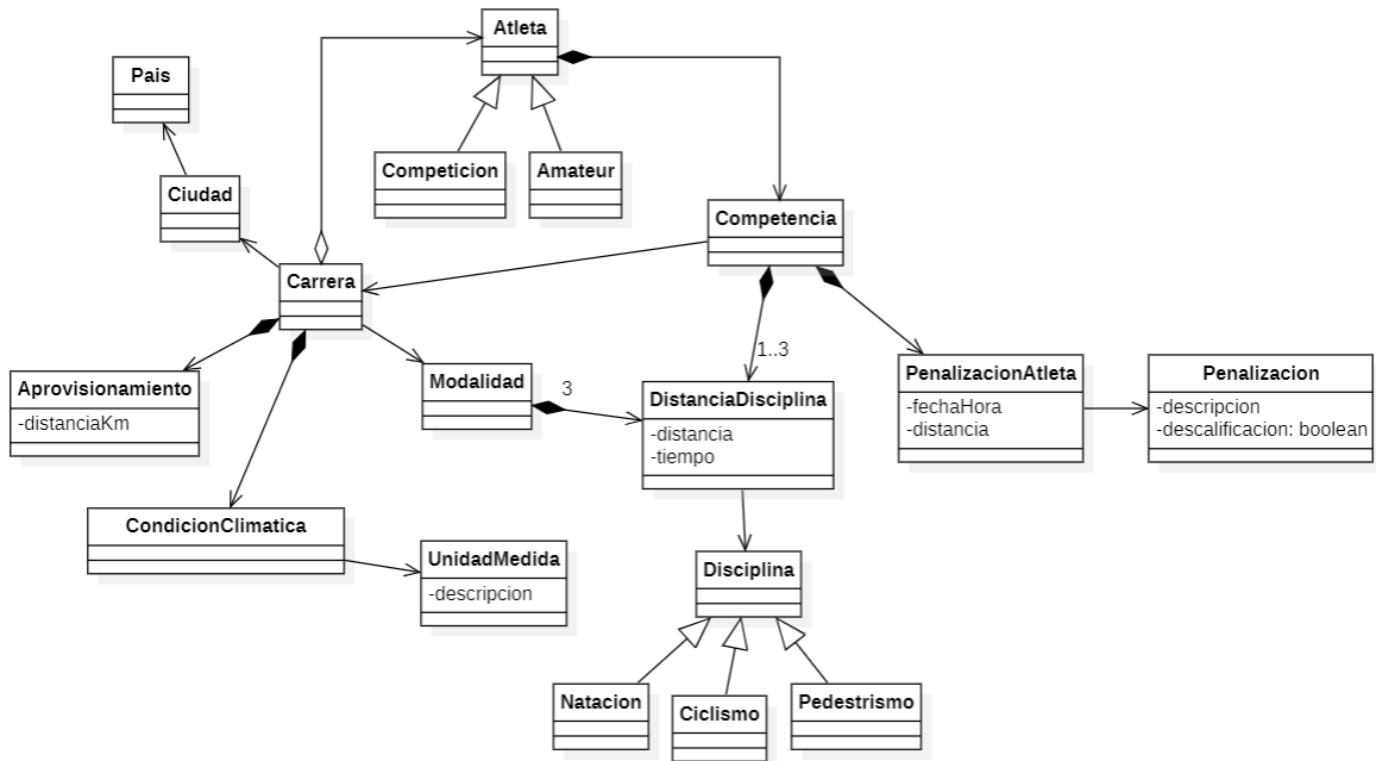 Atleta
Pais
Competicion
Amateur
Ciudad
Competencia
Carrera
1..3
Aprovisionamiento
-distanciaKm
Modalidad
3
DistanciaDisciplina
-distancia
-tiempo
PenalizacionAtleta
-fechaHora
-distancia
Penalizacion
-descripcion
-descalificacion: boolean
CondicionClimatica
UnidadMedida
-descripcion
Disciplina
Natacion
Ciclismo
Pedestrismo